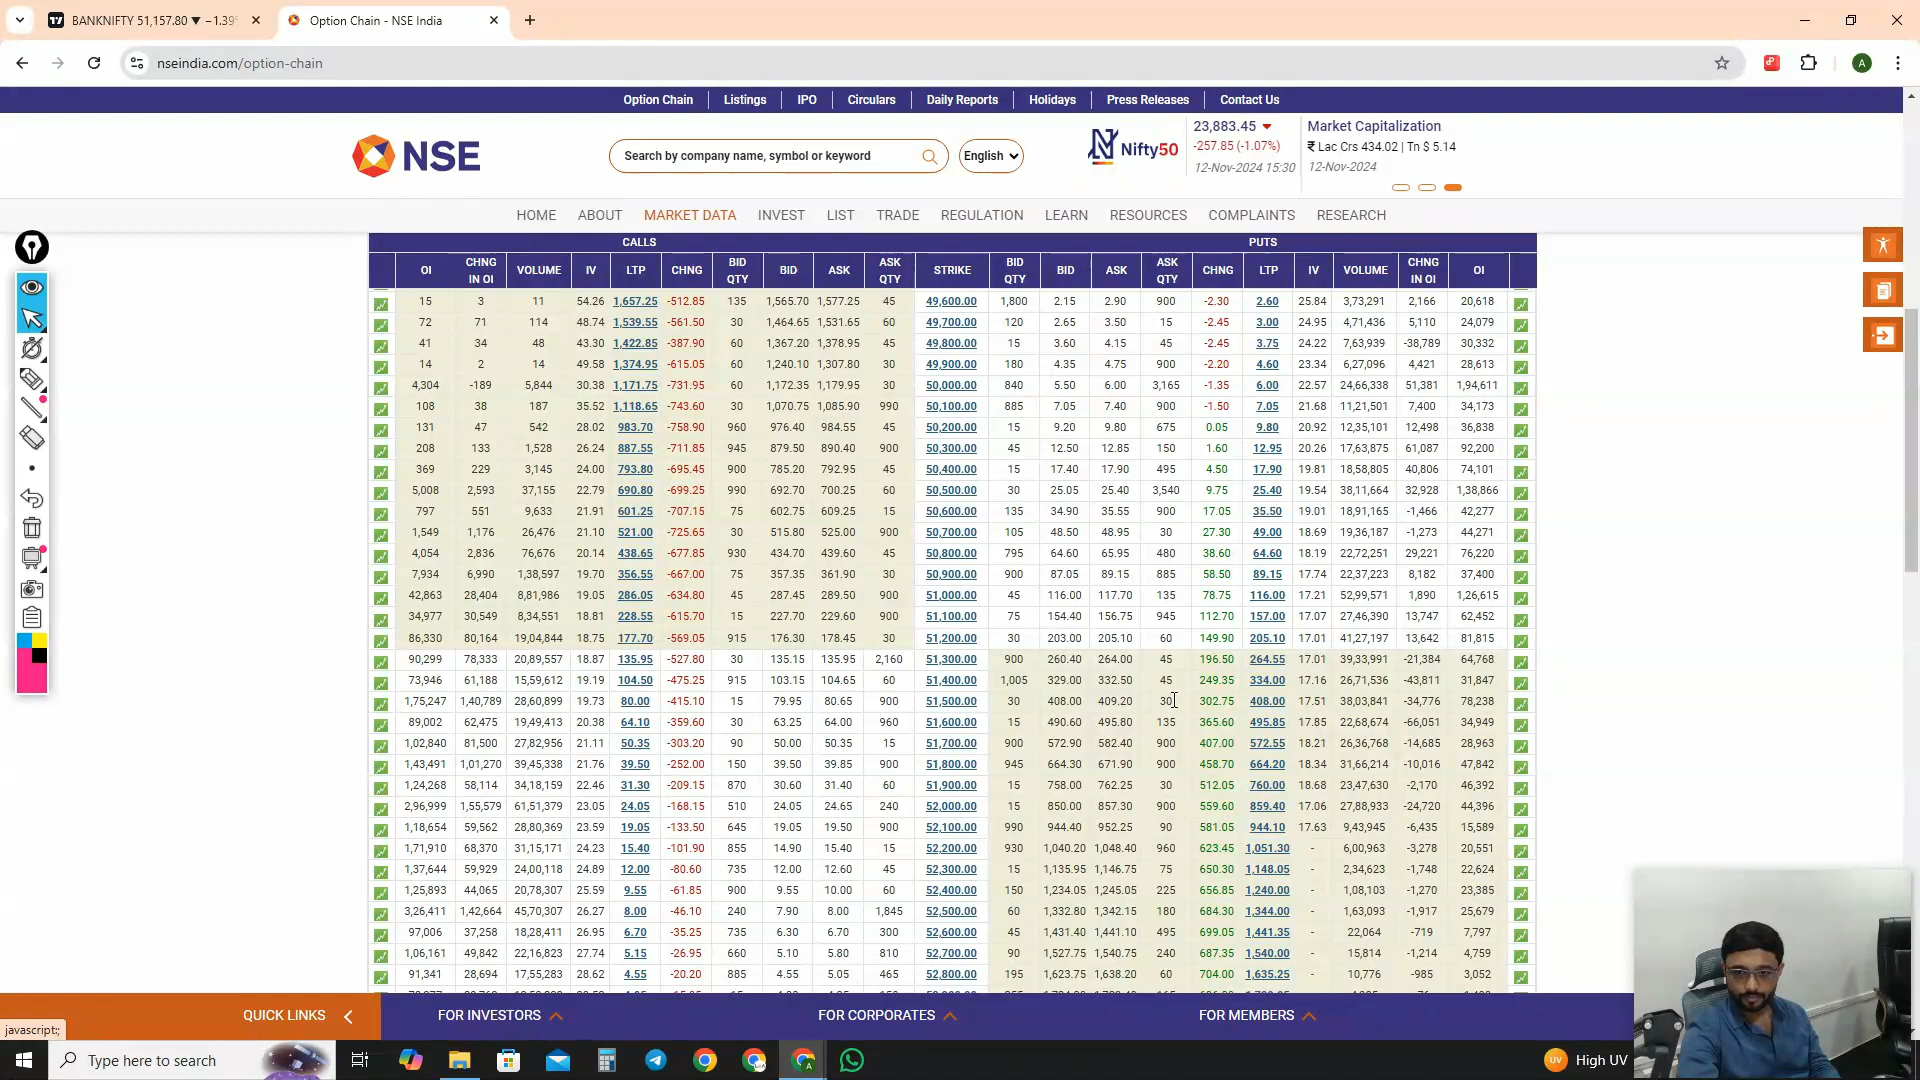 BANKNIFTY 51,157.80 ▼ −1.39
Option Chain - NSE India
nseindia.com/option-chain
A
Option Chain
Listings
IPO
Circulars
Daily Reports
Holidays
Press Releases
Contact Us
NSE
Search by company name, symbol or keyword
English
Nifty50
23,883.45
-257.85 (-1.07%)
12-Nov-2024 15:30
Market Capitalization
₹ Lac Crs 434.02 | Tn $ 5.14
12-Nov-2024
HOME ABOUT MARKET DATA INVEST LIST TRADE REGULATION LEARN RESOURCES COMPLAINTS RESEARCH
CALLS PUTS
OI CHNG IN OI VOLUME IV LTP CHNG BID QTY BID ASK ASK QTY STRIKE BID QTY BID ASK ASK QTY CHNG LTP IV VOLUME CHNG IN OI OI
15 3 11 54.26 1,657.25 -512.85 135 1,565.70 1,577.25 45 49,600.00 1,800 2.15 2.90 900 -2.30 2.60 25.84 3,73,291 2,166 20,618
72 71 114 48.74 1,539.55 -561.50 30 1,464.65 1,531.65 60 49,700.00 120 2.65 3.50 15 -2.45 3.00 24.95 4,71,436 5,110 24,079
41 34 48 43.30 1,422.85 -387.90 60 1,367.20 1,378.95 45 49,800.00 15 3.60 4.15 45 -2.45 3.75 24.22 7,63,939 -38,789 30,332
14 2 14 49.58 1,374.95 -615.05 60 1,240.10 1,307.80 30 49,900.00 180 4.35 4.75 900 -2.20 4.60 23.34 6,27,096 4,421 28,613
4,304 -189 5,844 30.38 1,171.75 -731.95 60 1,172.35 1,179.95 30 50,000.00 840 5.50 6.00 3,165 -1.35 6.00 22.57 24,66,338 51,381 1,94,611
108 38 187 35.52 1,118.65 -743.60 30 1,070.75 1,085.90 990 50,100.00 885 7.05 7.40 900 -1.50 7.05 21.68 11,21,501 7,400 34,173
131 47 542 28.02 983.70 -758.90 960 976.40 984.55 45 50,200.00 15 9.20 9.80 675 0.05 9.80 20.92 12,35,101 12,498 36,838
208 133 1,528 26.24 887.55 -711.85 945 879.50 890.40 900 50,300.00 45 12.50 12.85 150 1.60 12.95 20.26 17,63,875 61,087 92,200
369 229 3,145 24.00 793.80 -695.45 900 785.20 792.95 45 50,400.00 15 17.40 17.90 495 4.50 17.90 19.81 18,58,805 40,806 74,101
5,008 2,593 37,155 22.79 690.80 -699.25 990 692.70 700.25 60 50,500.00 30 25.05 25.40 3,540 9.75 25.40 19.54 38,11,664 32,928 1,38,866
797 551 9,633 21.91 601.25 -707.15 75 602.75 609.25 15 50,600.00 135 34.90 35.55 900 17.05 35.50 19.01 18,91,165 -1,466 42,277
1,549 1,176 26,476 21.10 521.00 -725.65 30 515.80 525.00 900 50,700.00 105 48.50 48.95 30 27.30 49.00 18.69 19,36,187 -1,273 44,271
4,054 2,836 76,676 20.14 438.65 -677.85 930 434.70 439.60 45 50,800.00 795 64.60 65.95 480 38.60 64.60 18.19 22,72,251 29,221 76,220
7,934 6,990 1,38,597 19.70 356.55 -667.00 75 357.35 361.90 30 50,900.00 900 87.05 89.15 885 58.50 89.15 17.74 22,37,223 8,182 37,400
42,863 28,404 8,81,986 19.05 286.05 -634.80 45 287.45 289.50 900 51,000.00 45 116.00 117.70 135 78.75 116.00 17.21 52,99,571 1,890 1,26,615
34,977 30,549 8,34,551 18.81 228.55 -615.70 15 227.70 229.60 900 51,100.00 75 154.40 156.75 945 112.70 157.00 17.07 27,46,390 13,747 62,452
86,330 80,164 19,04,844 18.75 177.70 -569.05 915 176.30 178.45 30 51,200.00 30 203.00 205.10 60 149.90 205.10 17.01 41,27,197 13,642 81,815
90,299 78,333 20,89,557 18.87 135.95 -527.80 30 135.15 135.95 2,160 51,300.00 900 260.40 264.00 45 196.50 264.55 17.01 39,33,991 -21,384 64,768
73,946 61,188 15,59,612 19.19 104.50 -475.25 915 103.15 104.65 60 51,400.00 1,005 329.00 332.50 45 249.35 334.00 17.16 26,71,536 -43,811 31,847
1,75,247 1,40,789 28,60,899 19.73 80.00 -415.10 135 79.95 80.65 900 51,500.00 30 408.00 409.20 30 302.75 408.00 17.51 38,03,841 -34,776 78,238
89,002 62,475 19,49,413 20.38 64.10 -359.60 30 63.25 64.00 960 51,600.00 15 490.60 495.80 135 365.60 495.85 17.85 22,68,674 -66,051 34,949
1,02,840 81,500 27,82,956 21.11 50.35 -303.20 90 50.00 50.35 15 51,700.00 900 572.90 582.40 900 407.00 572.55 18.21 26,36,768 -14,685 28,963
1,43,491 1,01,270 39,45,338 21.76 39.50 -252.00 150 39.50 39.85 900 51,800.00 945 664.30 671.90 900 458.70 664.20 18.34 31,66,214 -10,016 47,842
1,24,268 58,114 34,18,159 22.46 31.30 -209.15 870 30.60 31.40 60 51,900.00 15 758.00 762.25 30 512.05 760.00 18.68 23,47,630 -2,170 46,392
2,96,999 1,55,579 61,51,379 23.05 24.05 -168.15 510 24.05 24.65 240 52,000.00 15 850.00 857.30 900 559.60 859.40 17.06 27,88,933 -24,720 44,396
1,18,654 59,562 28,80,369 23.59 19.05 -133.50 645 19.05 19.50 900 52,100.00 990 944.40 952.25 90 581.05 944.10 17.63 9,43,945 -6,435 15,589
1,71,910 68,370 31,15,171 24.23 15.40 -101.90 855 14.90 15.40 15 52,200.00 930 1,040.20 1,048.40 960 623.45 1,051.30 - 6,00,963 -3,278 20,551
1,37,644 59,929 24,00,118 24.89 12.00 -80.60 735 12.00 12.60 45 52,300.00 15 1,135.95 1,146.75 75 650.30 1,148.05 - 2,34,623 -1,748 22,624
1,25,893 44,065 20,78,307 25.59 9.55 -61.85 900 9.55 10.00 60 52,400.00 150 1,234.05 1,245.05 225 656.85 1,240.00 - 1,08,103 -1,270 23,385
3,26,411 1,42,664 45,70,307 26.27 8.00 -46.10 240 7.90 8.00 1,845 52,500.00 60 1,332.80 1,342.15 15 684.30 1,344.00 - 1,63,093 -1,917 25,679
97,006 37,258 18,28,411 26.95 6.70 -35.25 735 6.30 6.70 300 52,600.00 45 1,431.40 1,441.10 495 699.05 1,441.35 - 22,064 -719 7,797
1,06,161 49,842 22,16,823 27.74 5.15 -26.95 660 5.10 5.80 810 52,700.00 90 1,527.75 1,540.75 240 687.35 1,540.00 - 15,814 -1,214 4,759
91,341 28,694 17,55,283 28.62 4.55 -20.20 885 4.55 5.05 465 52,800.00 195 1,623.75 1,638.20 60 704.00 1,635.25 - 10,776 -985 3,052
QUICK LINKS
FOR INVESTORS
FOR CORPORATES
FOR MEMBERS
javascript:;
Type here to search
High UV